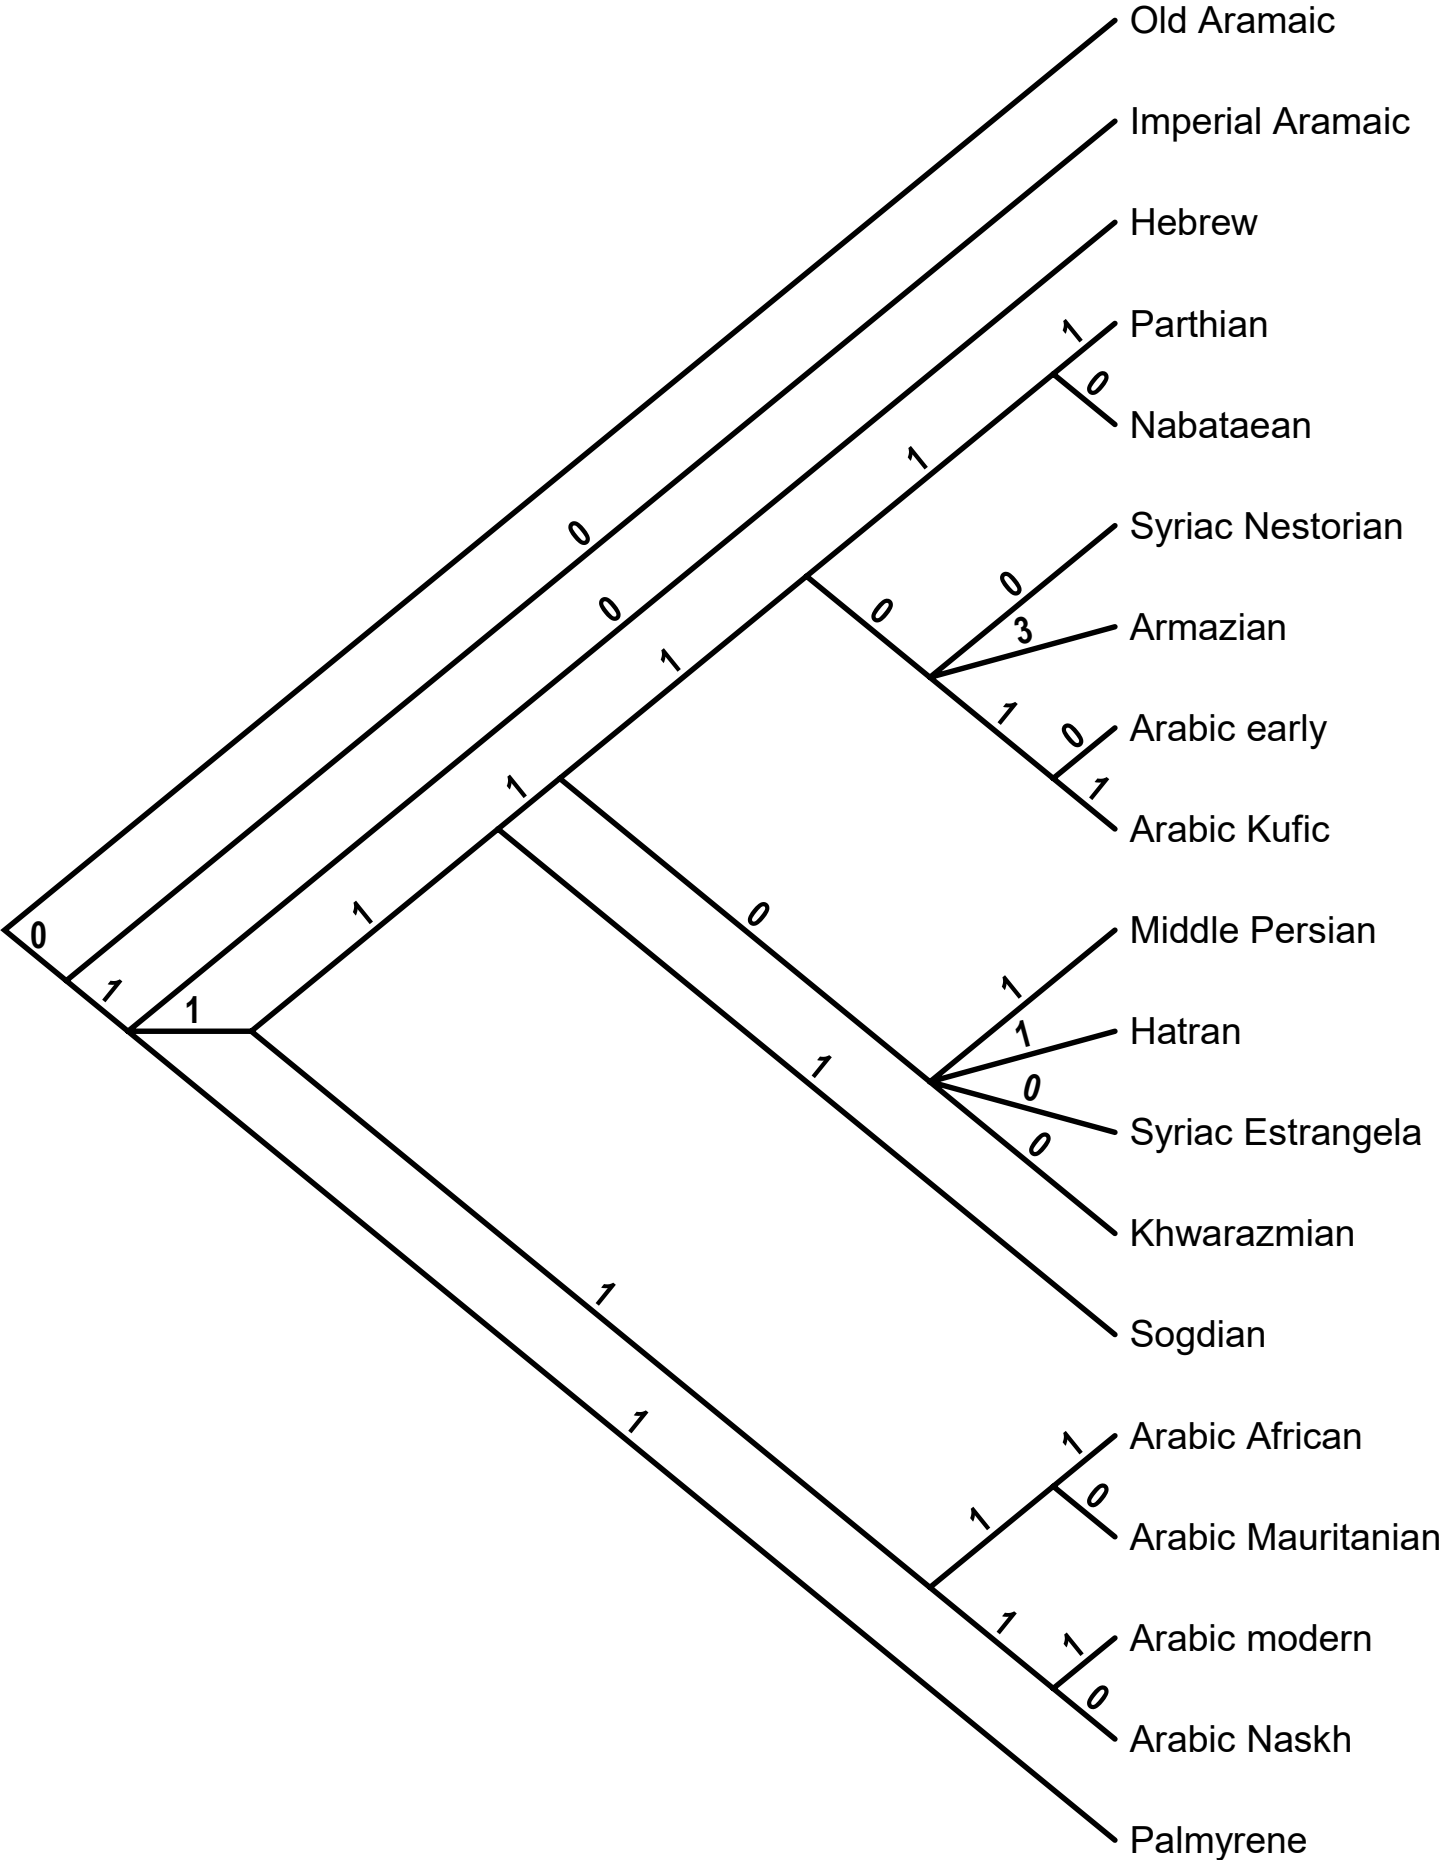 Old Aramaic
Imperial Aramaic
Hebrew
1 Parthian
0
Nabataean
1
Syriac Nestorian
0
0
0
0
3 Armazian
1
1
0 Arabic early
1
1
Arabic Kufic
0
1
0
Middle Persian
1
1
1
1 Hatran
0
1
Syriac Estrangela
0
Khwarazmian
1
Sogdian
1
1 Arabic African
0
1
Arabic Mauritanian
1
1 Arabic modern
0
Arabic Naskh
Palmyrene